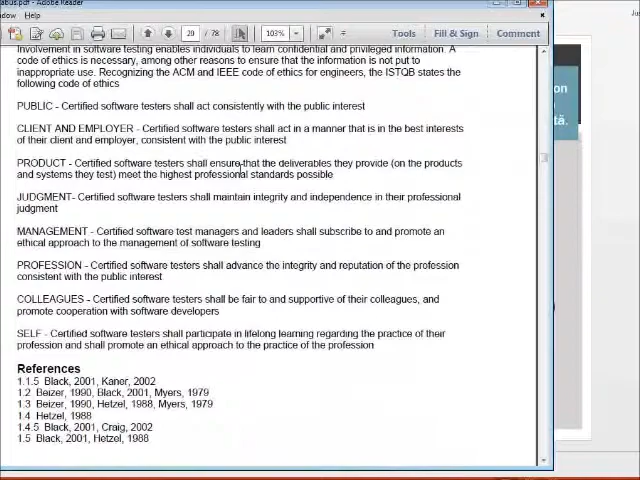 abus.pdf - Adobe Reader
ndow Help
20 / 78
103%
Tools
Fill & Sign
Comment
Involvement in software testing enables individuals to learn confidential and privileged information. A
code of ethics is necessary, among other reasons to ensure that the information is not put to
inappropriate use. Recognizing the ACM and IEEE code of ethics for engineers, the ISTQB states the
following code of ethics
PUBLIC - Certified software testers shall act consistently with the public interest
CLIENT AND EMPLOYER - Certified software testers shall act in a manner that is in the best interests
of their client and employer, consistent with the public interest
PRODUCT - Certified software testers shall ensure that the deliverables they provide (on the products
and systems they test) meet the highest professional standards possible
JUDGMENT- Certified software testers shall maintain integrity and independence in their professional
judgment
MANAGEMENT - Certified software test managers and leaders shall subscribe to and promote an
ethical approach to the management of software testing
PROFESSION - Certified software testers shall advance the integrity and reputation of the profession
consistent with the public interest
COLLEAGUES - Certified software testers shall be fair to and supportive of their colleagues, and
promote cooperation with software developers
SELF - Certified software testers shall participate in lifelong learning regarding the practice of their
profession and shall promote an ethical approach to the practice of the profession
References
1.1.5 Black, 2001, Kaner, 2002
1.2 Beizer, 1990, Black, 2001, Myers, 1979
1.3 Beizer, 1990, Hetzel, 1988, Myers, 1979
1.4 Hetzel, 1988
1.4.5 Black, 2001, Craig, 2002
1.5 Black, 2001, Hetzel, 1988
on
tă.